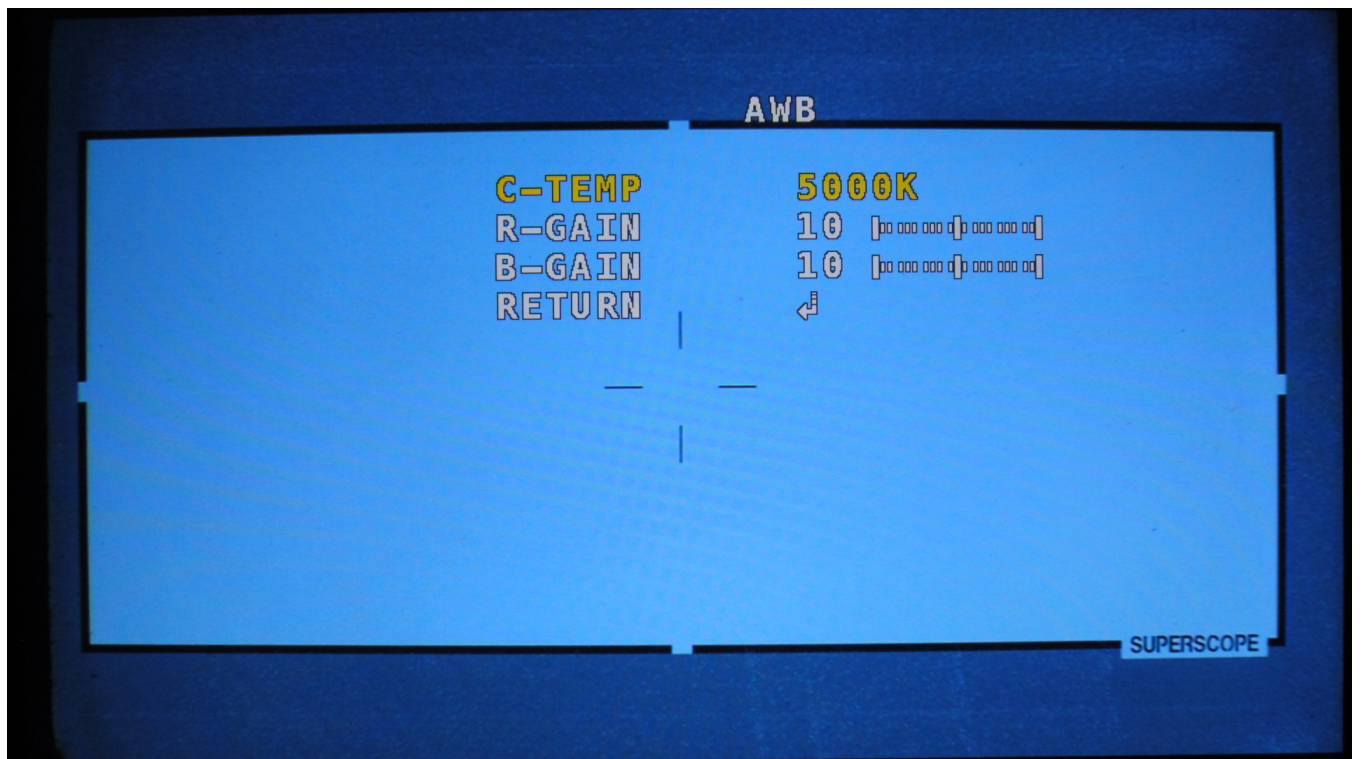 AWB
C-TEMP 5000K
R-GAIN 10
B-GAIN 10
RETURN
SUPERSCOPE